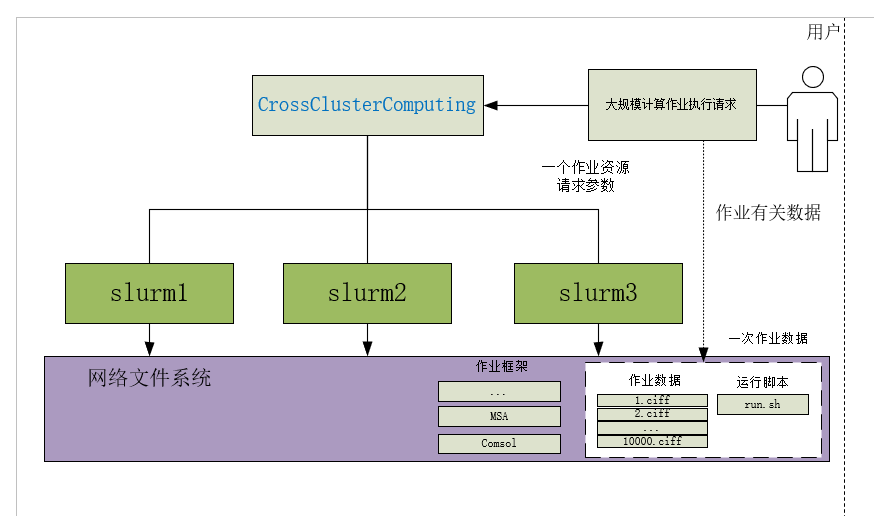 用户
CrossClusterComputing
大规模计算作业执行请求
一个作业资源
请求参数
作业有关数据
slurm1
slurm2
slurm3
一次作业数据
网络文件系统
作业框架
...
MSA
Comsol
作业数据
1.ciff
2.ciff
...
10000.ciff
运行脚本
run.sh